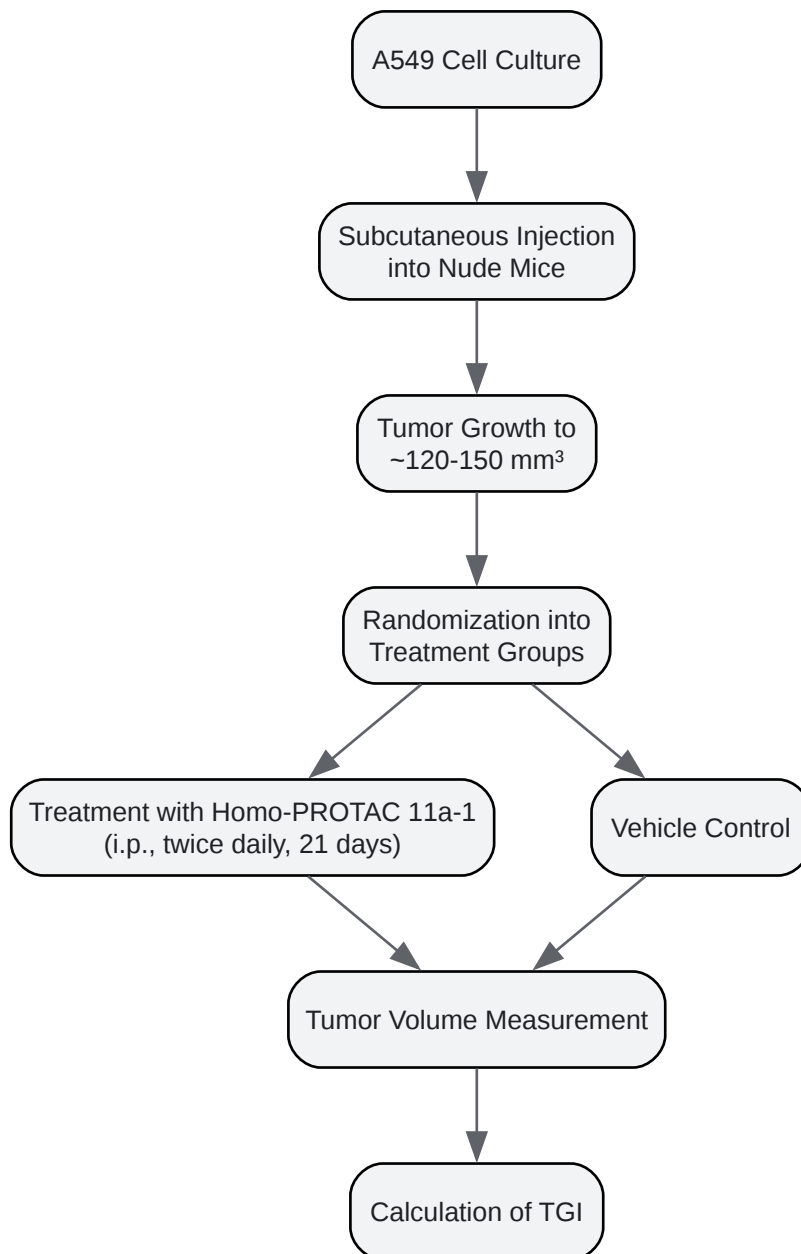 A549 Cell Culture
Subcutaneous Injection
into Nude Mice
Tumor Growth to
~120-150 mm³
Randomization into
Treatment Groups
Treatment with Homo-PROTAC 11a-1
(i.p., twice daily, 21 days)
Vehicle Control
Tumor Volume Measurement
Calculation of TGI